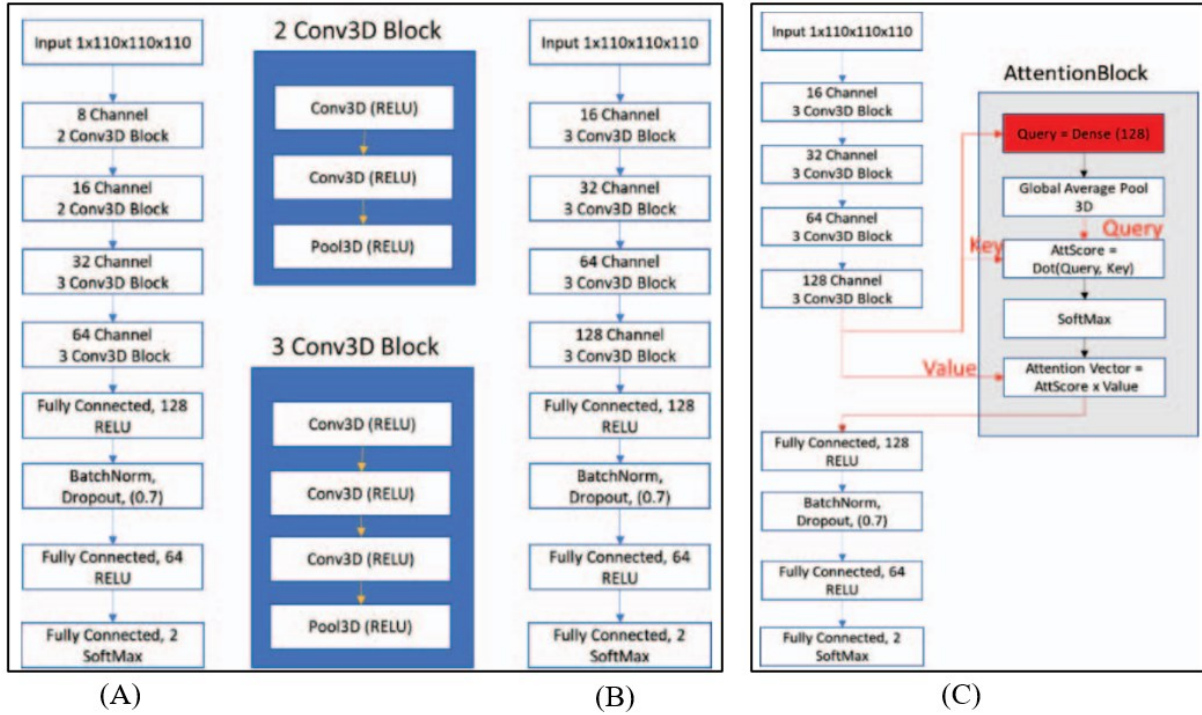 Input 1x110x110x110
8 Channel
2 Conv3D Block
16 Channel
2 Conv3D Block
32 Channel
3 Conv3D Block
64 Channel
3 Conv3D Block
Fully Connected, 128
RELU
BatchNorm,
Dropout, (0.7)
Fully Connected, 64
RELU
Fully Connected, 2
SoftMax
2 Conv3D Block
Conv3D (RELU)
Conv3D (RELU)
Pool3D (RELU)
3 Conv3D Block
Conv3D (RELU)
Conv3D (RELU)
Conv3D (RELU)
Pool3D (RELU)
Input 1x110x110x110
16 Channel
3 Conv3D Block
32 Channel
3 Conv3D Block
64 Channel
3 Conv3D Block
128 Channel
3 Conv3D Block
Fully Connected, 128
RELU
BatchNorm,
Dropout, (0.7)
Fully Connected, 64
RELU
Fully Connected, 2
SoftMax
Input 1x110x110x110
16 Channel
3 Conv3D Block
32 Channel
3 Conv3D Block
64 Channel
3 Conv3D Block
128 Channel
3 Conv3D Block
Fully Connected, 128
RELU
BatchNorm,
Dropout, (0.7)
Fully Connected, 64
RELU
Fully Connected, 2
SoftMax
AttentionBlock
Query = Dense (128)
Global Average Pool
3D
Query
Key
AttScore =
Dot(Query, Key)
SoftMax
Value
Attention Vector =
AttScore x Value
(A)
(B)
(C)